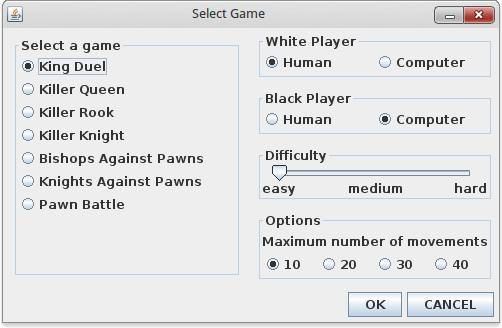 Select Game
Select a game
King Duel
Killer Queen
Killer Rook
Killer Knight
Bishops Against Pawns
Knights Against Pawns
Pawn Battle
White Player
Human Computer
Black Player
Human Computer
Difficulty
easy medium hard
Options
Maximum number of movements
10 20 30 40
OK CANCEL